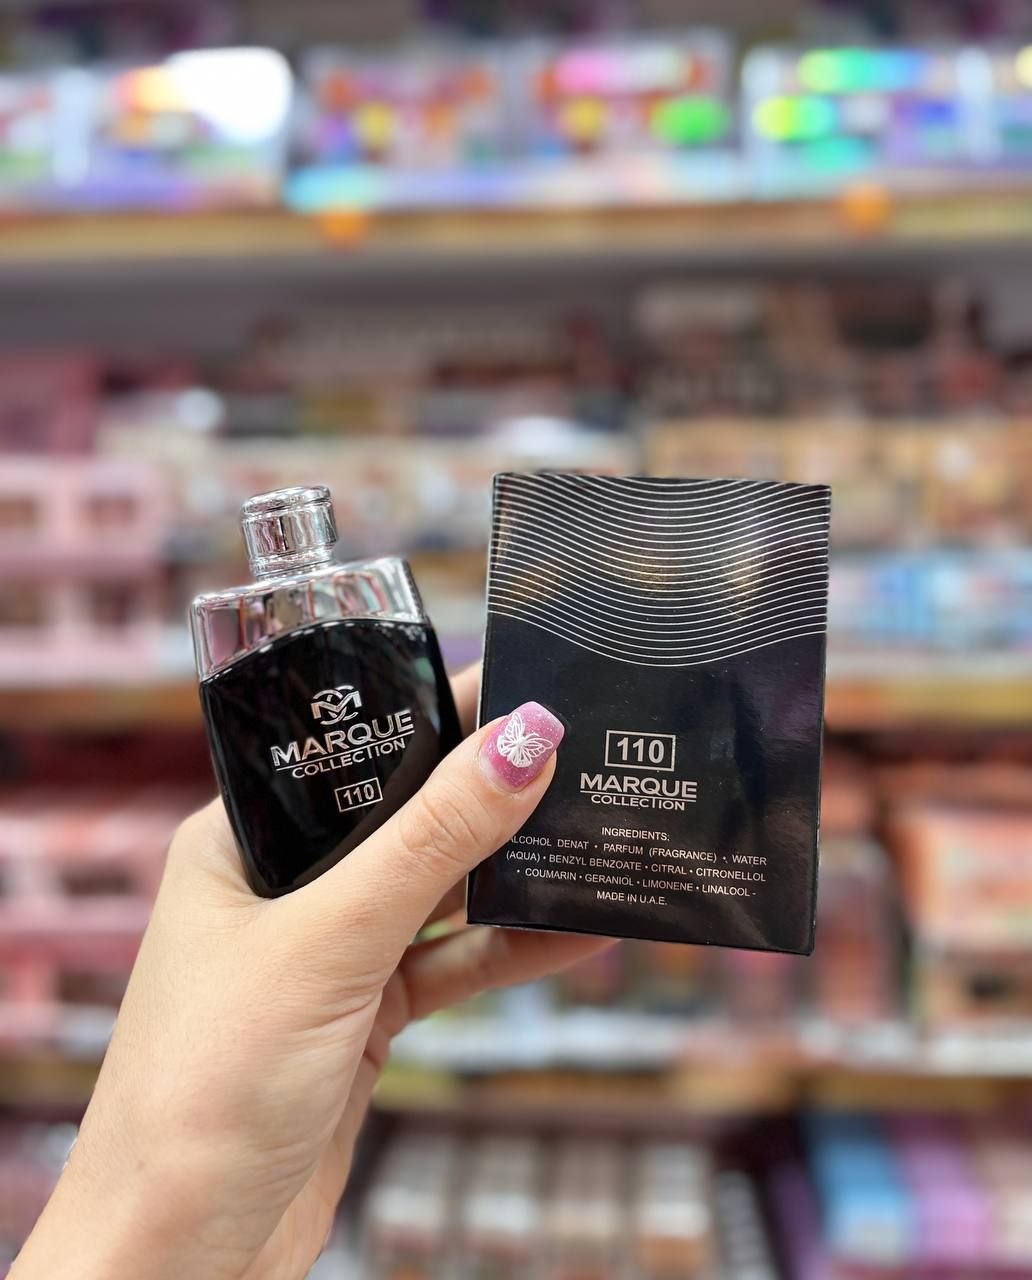 MARQUE
COLLECTION
110
110
MARQUE
COLLECTION
INGREDIENTS:
ALCOHOL DENAT • PARFUM (FRAGRANCE) • WATER
(AQUA) • BENZYL BENZOATE • CITRAL • CITRONELLOL
• COUMARIN • GERANIOL • LIMONENE • LINALOOL -
MADE IN U.A.E.